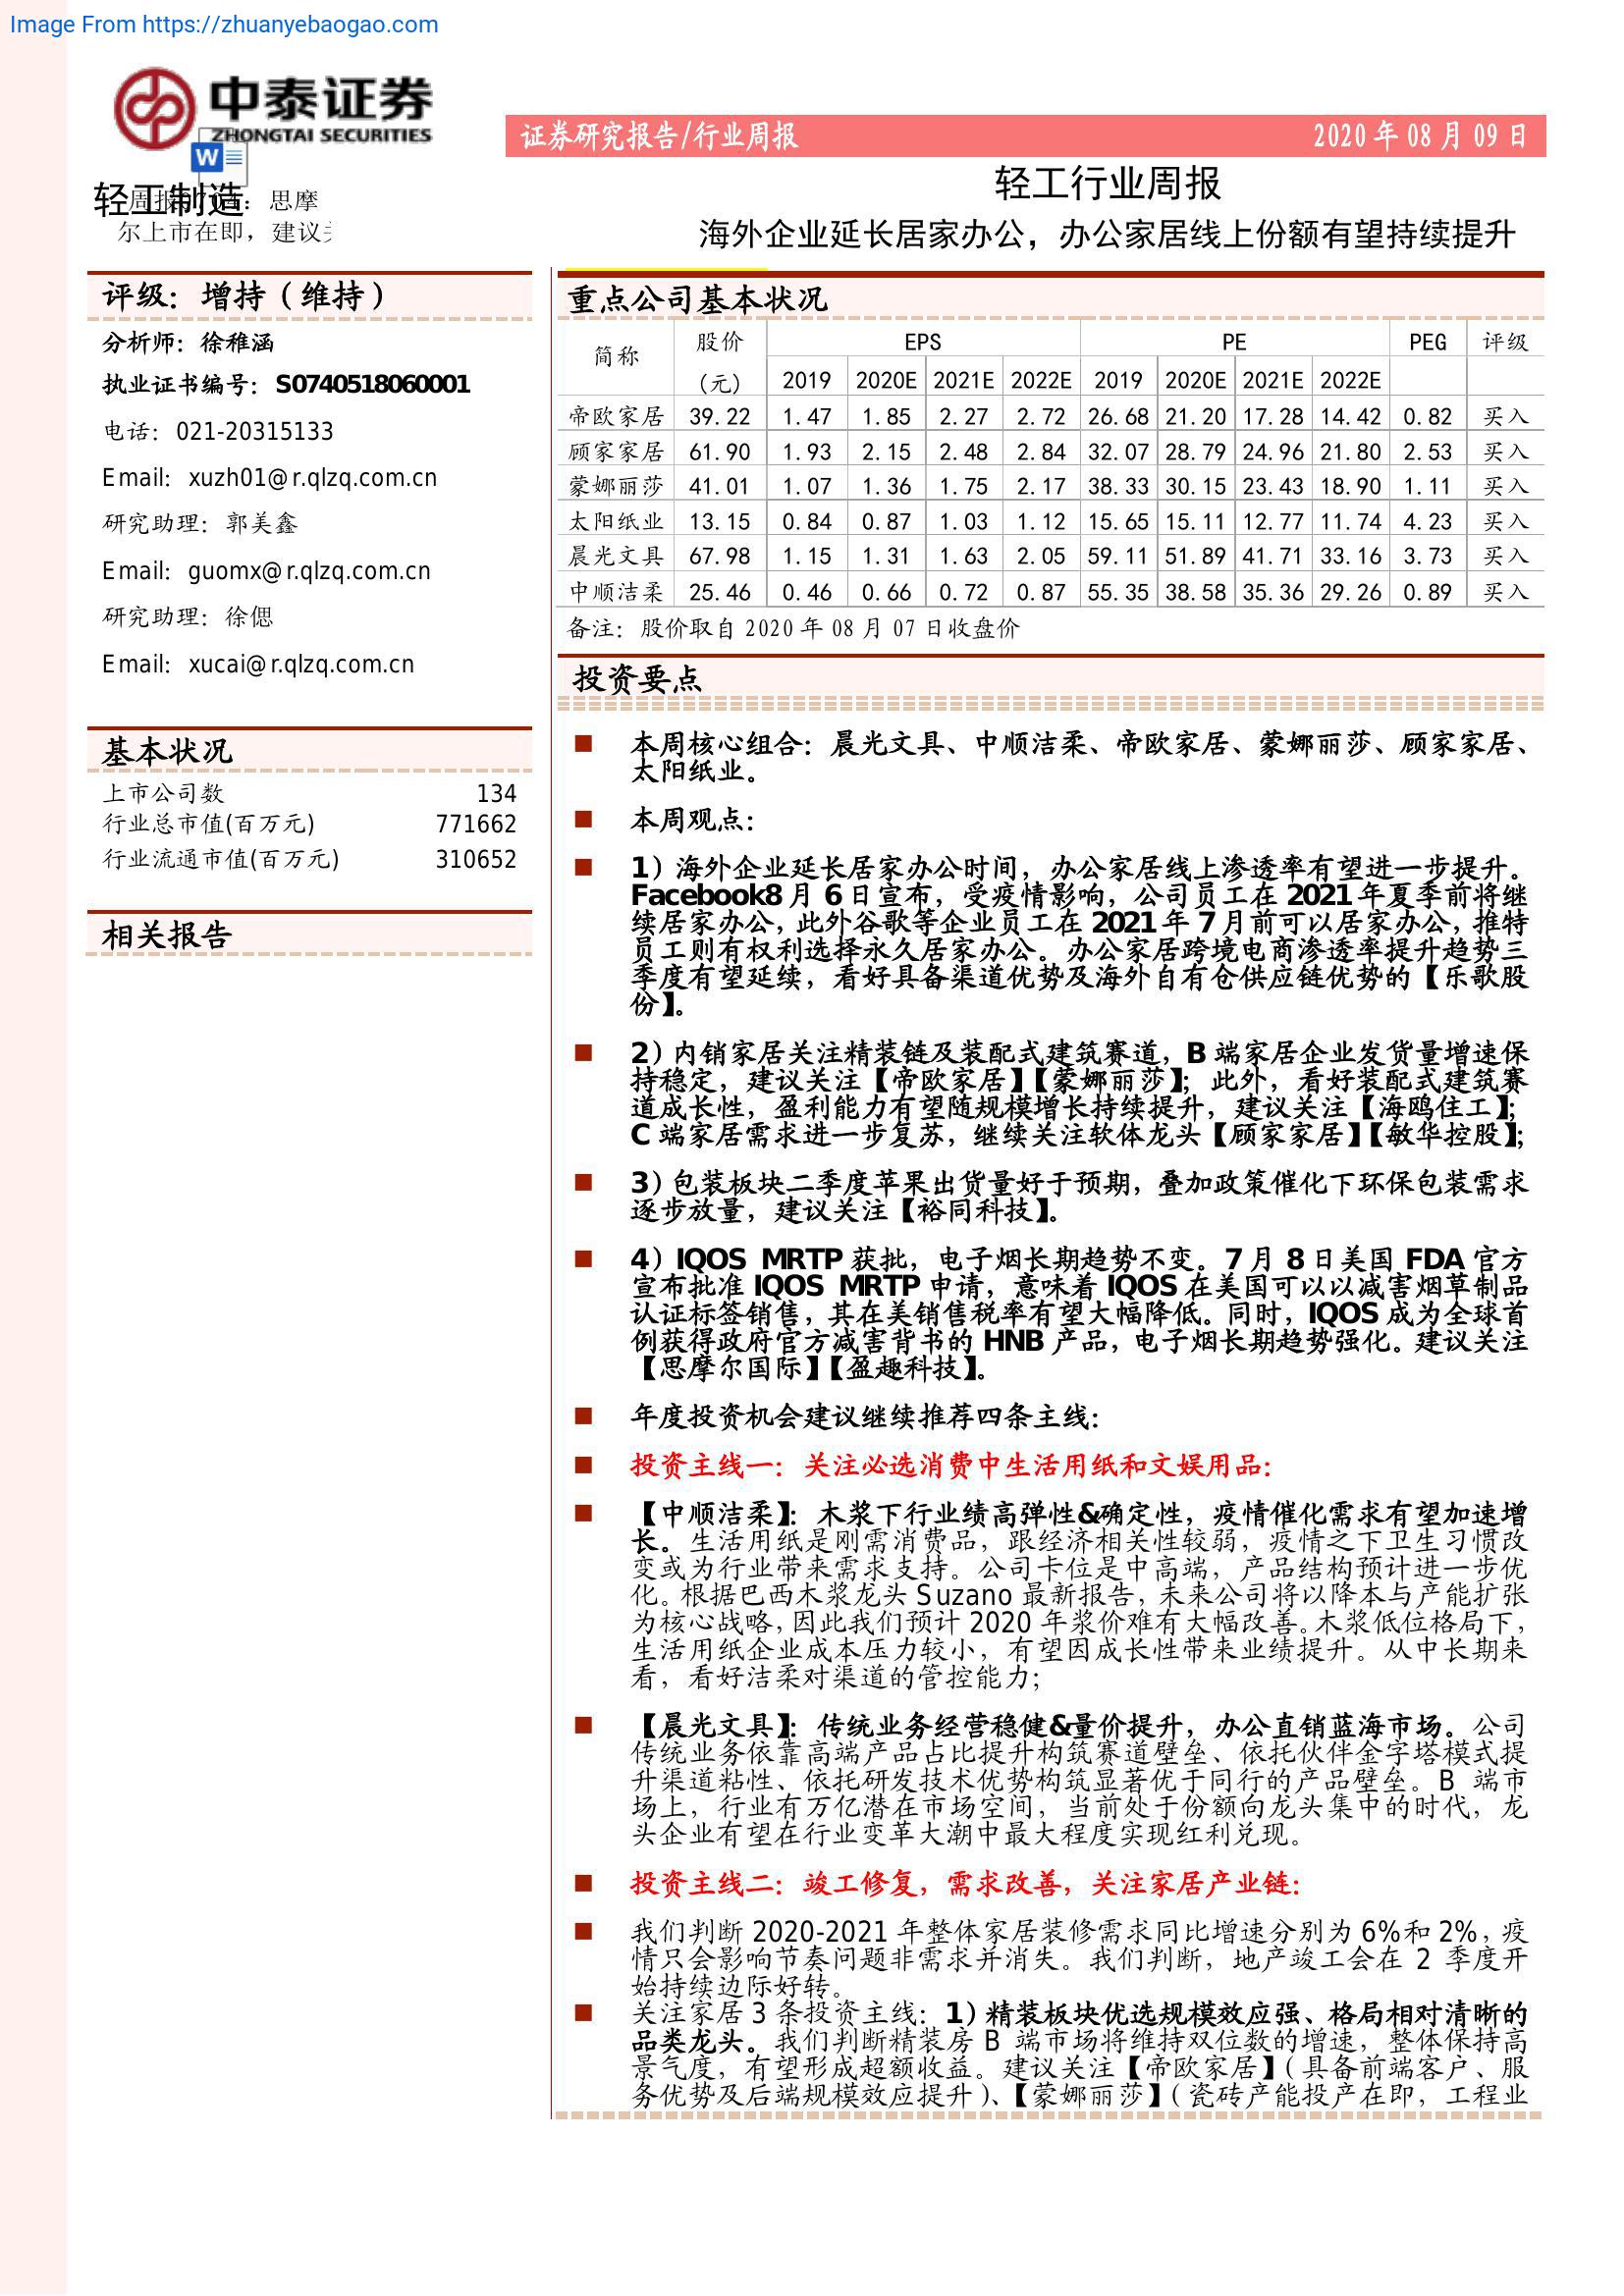 Image From https://zhuanyebaogao.com
中泰证券
ZHONGTAI SECURITIES
证券研究报告/行业周报 2020 年 08 月 09 日
轻工制造
思摩
尔上市在即，建议
轻工行业周报
海外企业延长居家办公，办公家居线上份额有望持续提升
评级：增持（维持）
分析师：徐稚涵
执业证书编号：S0740518060001
电话：021-20315133
Email：xuzh01@r.qlzq.com.cn
研究助理：郭美鑫
Email：guomx@r.qlzq.com.cn
研究助理：徐偲
Email：xucai@r.qlzq.com.cn
基本状况
上市公司数 134
行业总市值(百万元) 771662
行业流通市值(百万元) 310652
相关报告
重点公司基本状况
简称 股价 EPS PE PEG 评级
(元) 2019 2020E 2021E 2022E 2019 2020E 2021E 2022E
帝欧家居 39.22 1.47 1.85 2.27 2.72 26.68 21.20 17.28 14.42 0.82 买入
顾家家居 61.90 1.93 2.15 2.48 2.84 32.07 28.79 24.96 21.80 2.53 买入
蒙娜丽莎 41.01 1.07 1.36 1.75 2.17 38.33 30.15 23.43 18.90 1.11 买入
太阳纸业 13.15 0.84 0.87 1.03 1.12 15.65 15.11 12.77 11.74 4.23 买入
晨光文具 67.98 1.15 1.31 1.63 2.05 59.11 51.89 41.71 33.16 3.73 买入
中顺洁柔 25.46 0.46 0.66 0.72 0.87 55.35 38.58 35.36 29.26 0.89 买入
备注：股价取自 2020 年 08 月 07 日收盘价
投资要点
本周核心组合：晨光文具、中顺洁柔、帝欧家居、蒙娜丽莎、顾家家居、
太阳纸业。
本周观点：
1）海外企业延长居家办公时间，办公家居线上渗透率有望进一步提升。
Facebook8 月 6 日宣布，受疫情影响，公司员工在 2021 年夏季前将继
续居家办公，此外谷歌等企业员工在 2021 年 7 月前可以居家办公，推特
员工则有权利选择永久居家办公。办公家居跨境电商渗透率提升趋势三
季度有望延续，看好具备渠道优势及海外自有仓供应链优势的【乐歌股
份】。
2）内销家居关注精装链及装配式建筑赛道，B 端家居企业发货量增速保
持稳定，建议关注【帝欧家居】【蒙娜丽莎】；此外，看好装配式建筑赛
道成长性，盈利能力有望随规模增长持续提升，建议关注【海鸥住工】；
C 端家居需求进一步复苏，继续关注软体龙头【顾家家居】【敏华控股】；
3）包装板块二季度苹果出货量好于预期，叠加政策催化下环保包装需求
逐步放量，建议关注【裕同科技】。
4）IQOS MRTP 获批，电子烟长期趋势不变。7 月 8 日美国 FDA 官方
宣布批准 IQOS MRTP 申请，意味着 IQOS 在美国可以以减害烟草制品
认证标签销售，其在美销售税率有望大幅降低。同时，IQOS 成为全球首
例获得政府官方减害背书的 HNB 产品，电子烟长期趋势强化。建议关注
【思摩尔国际】【盈趣科技】。
年度投资机会建议继续推荐四条主线：
投资主线一：关注必选消费中生活用纸和文娱用品：
【中顺洁柔】：木浆下行业绩高弹性&确定性，疫情催化需求有望加速增
长。生活用纸是刚需消费品，跟经济相关性较弱，疫情之下卫生习惯改
变或为行业带来需求支持。公司卡位是中高端，产品结构预计进一步优
化。根据巴西木浆龙头 Suzano 最新报告，未来公司将以降本与产能扩张
为核心战略，因此我们预计 2020 年浆价难有大幅改善。木浆低位格局下，
生活用纸企业成本压力较小，有望因成长性带来业绩提升。从中长期来
看，看好洁柔对渠道的管控能力；
【晨光文具】：传统业务经营稳健&量价提升，办公直销蓝海市场。公司
传统业务依靠高端产品占比提升构筑赛道壁垒、依托伙伴金字塔模式提
升渠道粘性、依托研发技术优势构筑显著优于同行的产品壁垒。B 端市
场上，行业有万亿潜在市场空间，当前处于份额向龙头集中的时代，龙
头企业有望在行业变革大潮中最大程度实现红利兑现。
投资主线二：竣工修复，需求改善，关注家居产业链：
我们判断 2020-2021 年整体家居装修需求同比增速分别为 6%和 2%，疫
情只会影响节奏问题非需求并消失。我们判断，地产竣工会在 2 季度开
始持续边际好转。
关注家居 3 条投资主线：1）精装板块优选规模效应强、格局相对清晰的
品类龙头。我们判断精装房 B 端市场将维持双位数的增速，整体保持高
景气度，有望形成超额收益。建议关注【帝欧家居】（具备前端客户、服
务优势及后端规模效应提升）、【蒙娜丽莎】（瓷砖产能投产在即，工程业